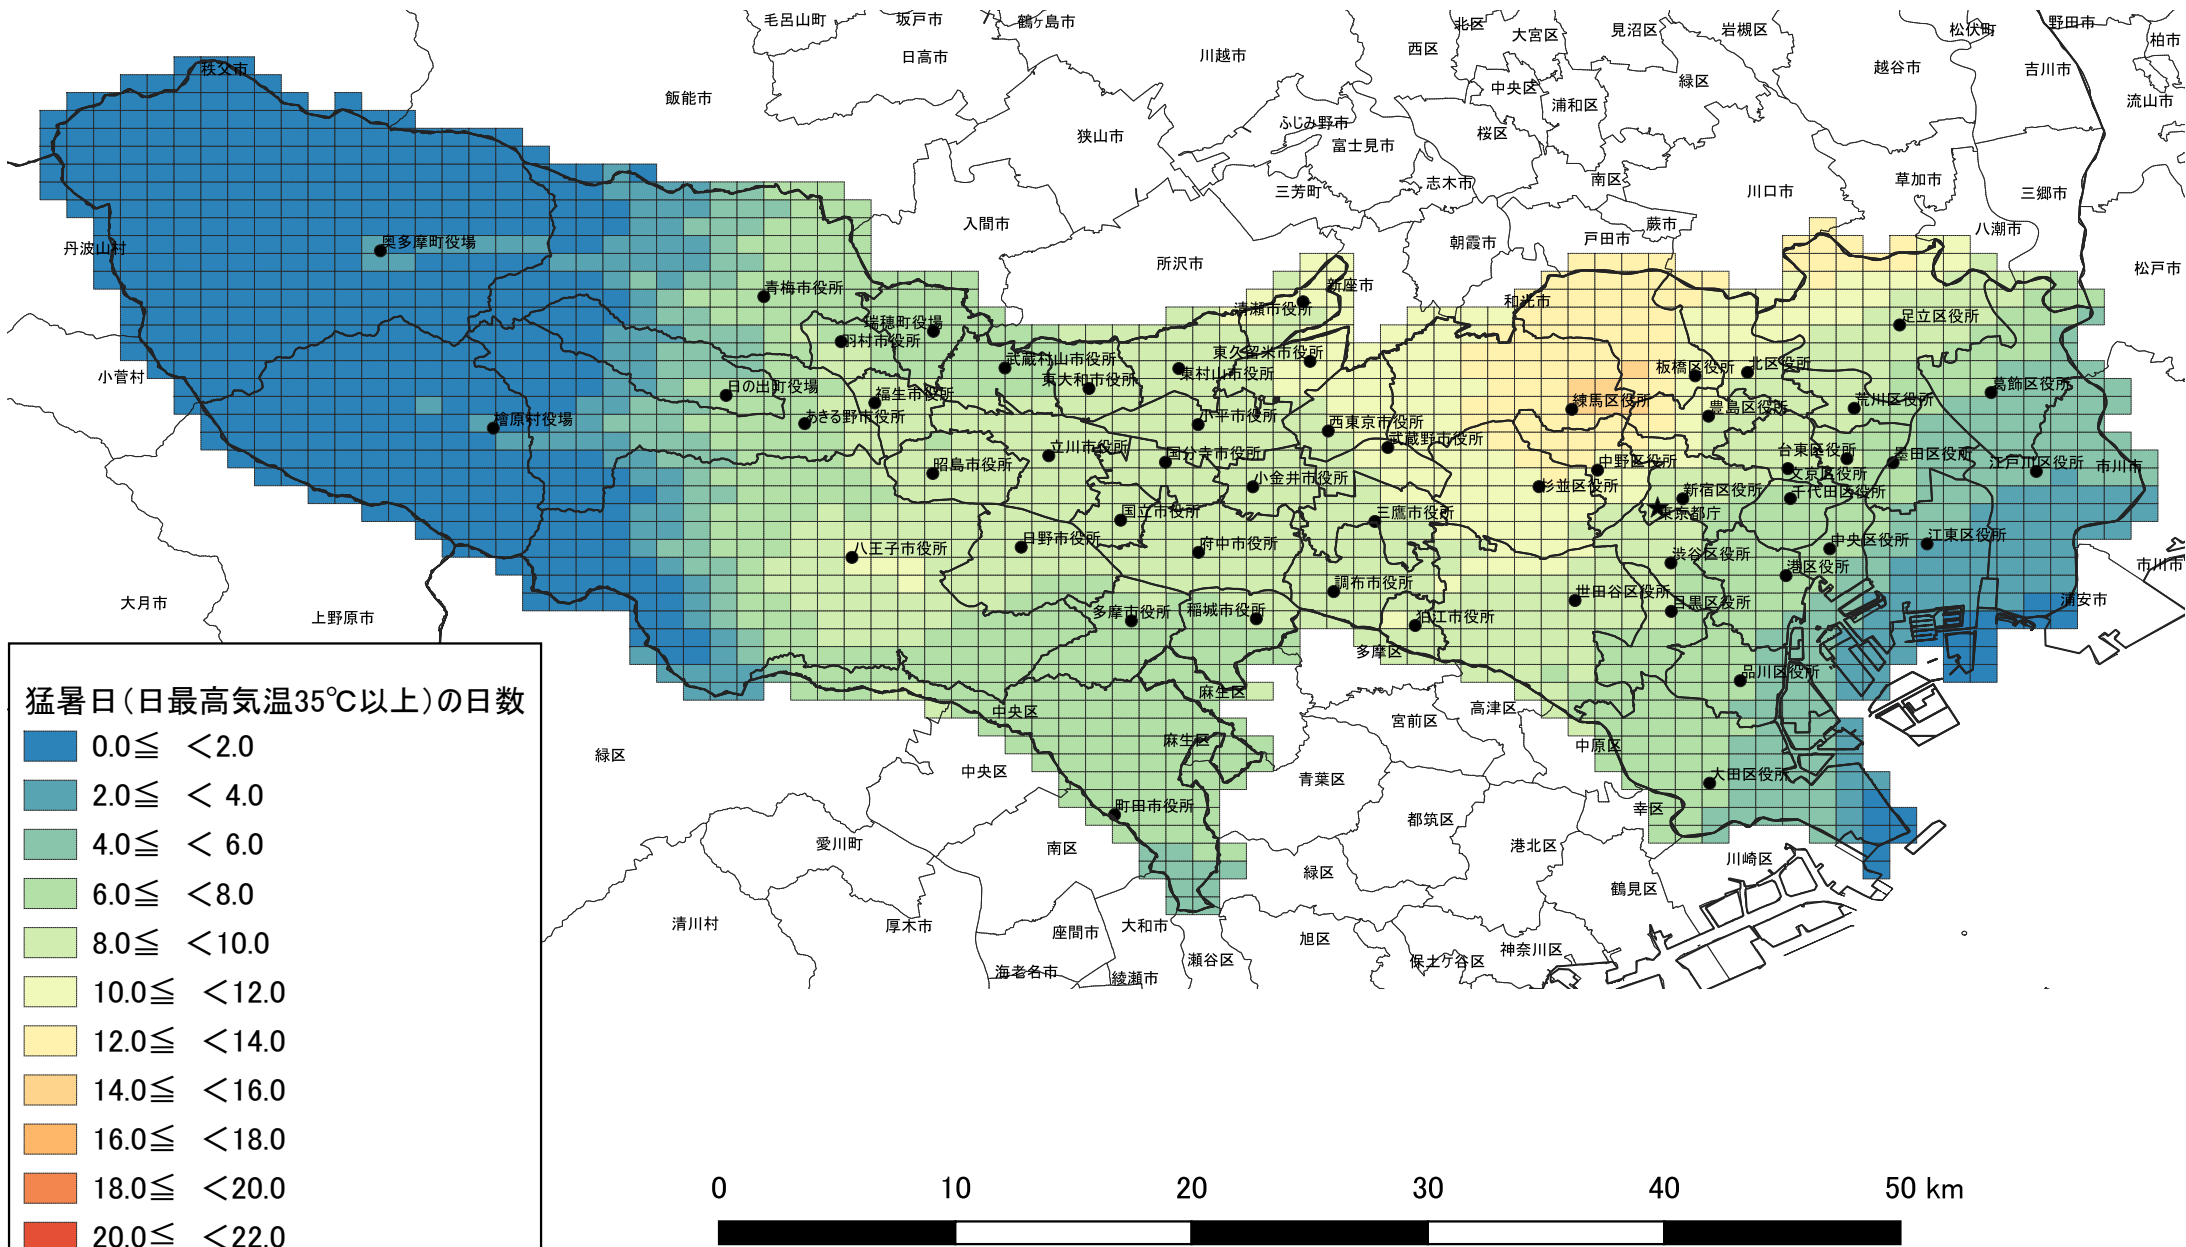 毛呂山町
坂戸市
鶴ヶ島市
北区
大宮区
見沼区
岩槻区
松伏町
野田市
柏市
日高市
川越市
西区
中央区
浦和区
緑区
越谷市
吉川市
流山市
秩父市
飯能市
狭山市
ふじみ野市
富士見市
桜区
三芳町
志木市
南区
川口市
草加市
三郷市
入間市
朝霞市
戸田市
蕨市
八潮市
松戸市
丹波山村
奥多摩町役場
所沢市
新座市
和光市
青梅市役所
清瀬市役所
足立区役所
瑞穂町役場
羽村市役所
武蔵村山市役所
東大和市役所
東村山市役所
東久留米市役所
板橋区役所
北区役所
小菅村
日の出町役場
福生市役所
あきる野市役所
檜原村役場
小平市役所
西東京市役所
武蔵野市役所
練馬区役所
豊島区役所
荒川区役所
葛飾区役所
昭島市役所
立川市役所
国分寺市役所
小金井市役所
中野区役所
杉並区役所
台東区役所
文京区役所
墨田区役所
江戸川区役所
市川市
新宿区役所
千代田区役所
東京都庁
国立市役所
三鷹市役所
八王子市役所
日野市役所
府中市役所
渋谷区役所
中央区役所
江東区役所
港区役所
市川市
大月市
上野原市
調布市役所
世田谷区役所
目黒区役所
浦安市
多摩市役所
稲城市役所
狛江市役所
多摩区
品川区役所
麻生区
中央区
宮前区
高津区
緑区
麻生区
中原区
中央区
青葉区
大田区役所
町田市役所
都筑区
幸区
愛川町
南区
緑区
港北区
川崎区
鶴見区
清川村
厚木市
座間市
大和市
旭区
神奈川区
海老名市
綾瀬市
瀬谷区
保土ケ谷区
猛暑日（日最高気温35℃以上）の日数
0.0≦ ＜2.0
2.0≦ ＜ 4.0
4.0≦ ＜ 6.0
6.0≦ ＜8.0
8.0≦ ＜10.0
10.0≦ ＜12.0
12.0≦ ＜14.0
14.0≦ ＜16.0
16.0≦ ＜18.0
18.0≦ ＜20.0
20.0≦ ＜22.0
0 10 20 30 40 50 km